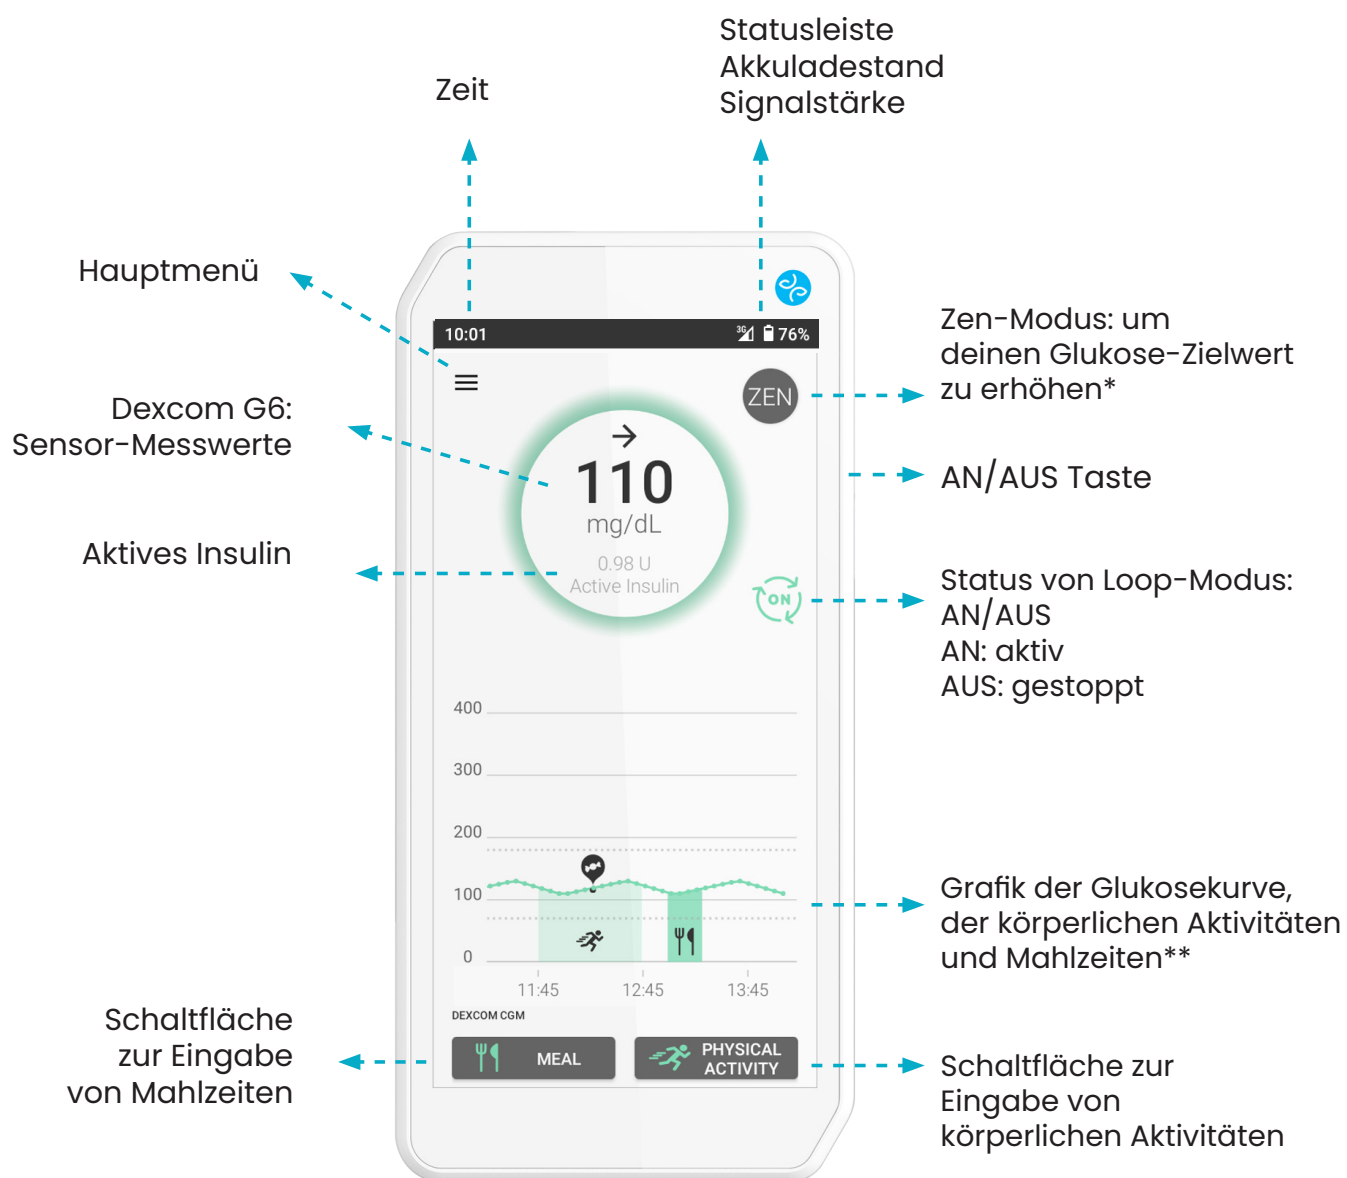 Statusleiste
Akkuladestand
Signalstärke
Zeit
Hauptmenü
10:01
3G
76%
Zen-Modus: um
deinen Glukose-Zielwert
zu erhöhen*
ZEN
Dexcom G6:
Sensor-Messwerte
110
mg/dL
0.98 U
Active Insulin
AN/AUS Taste
Aktives Insulin
ON
Status von Loop-Modus:
AN/AUS
AN: aktiv
AUS: gestoppt
400
300
200
100
0
11:45
12:45
13:45
Grafik der Glukosekurve,
der körperlichen Aktivitäten
und Mahlzeiten**
DEXCOM CGM
MEAL
PHYSICAL
ACTIVITY
Schaltfläche
zur Eingabe
von Mahlzeiten
Schaltfläche zur
Eingabe von
körperlichen Aktivitäten